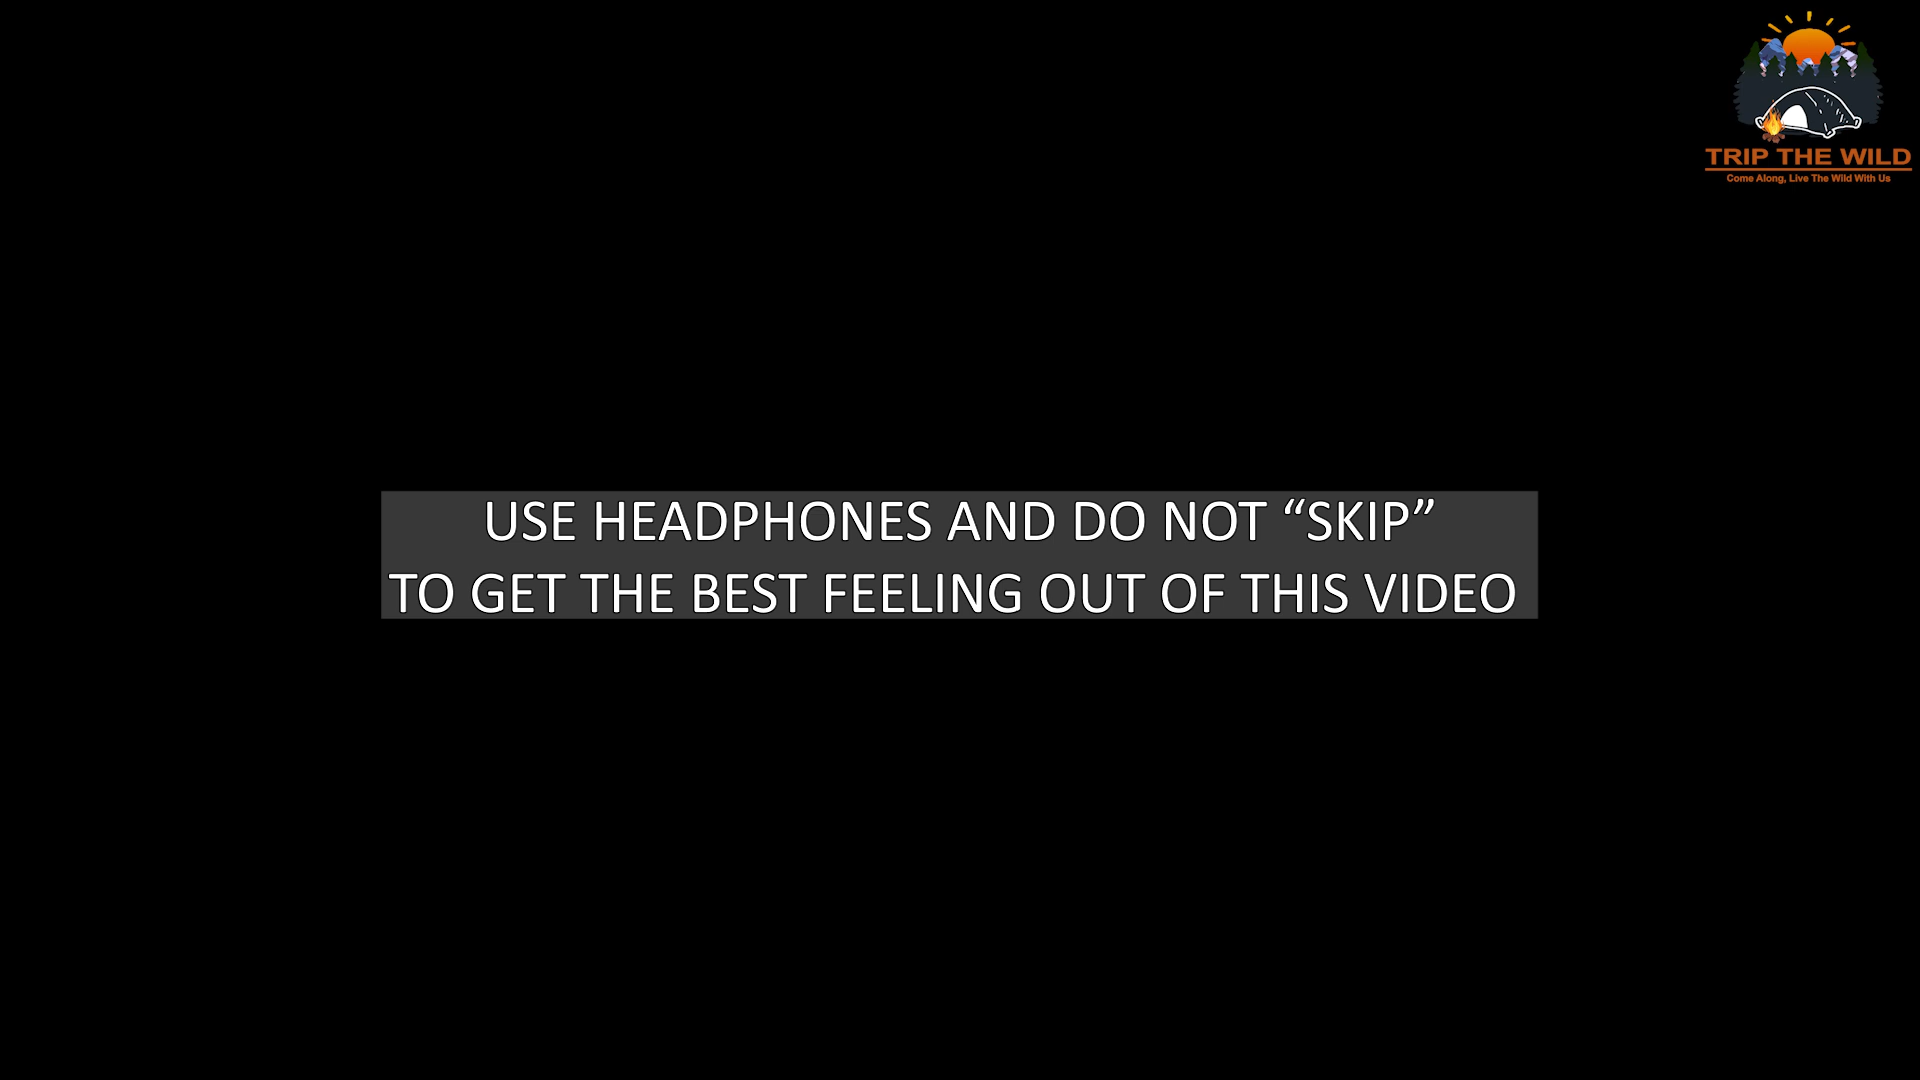 TRIP THE WILD
Come Along, Live The Wild With Us
USE HEADPHONES AND DO NOT “SKIP”
TO GET THE BEST FEELING OUT OF THIS VIDEO